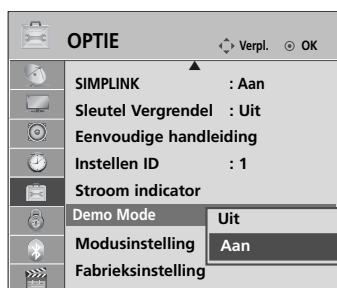 OPTIE Verpl. OK
SIMPLINK : Aan
Sleutel Vergrendel : Uit
Eenvoudige handleiding
Instellen ID : 1
Stroom indicator
Demo Mode Uit
Modusinstelling Aan
Fabrieksinstelling